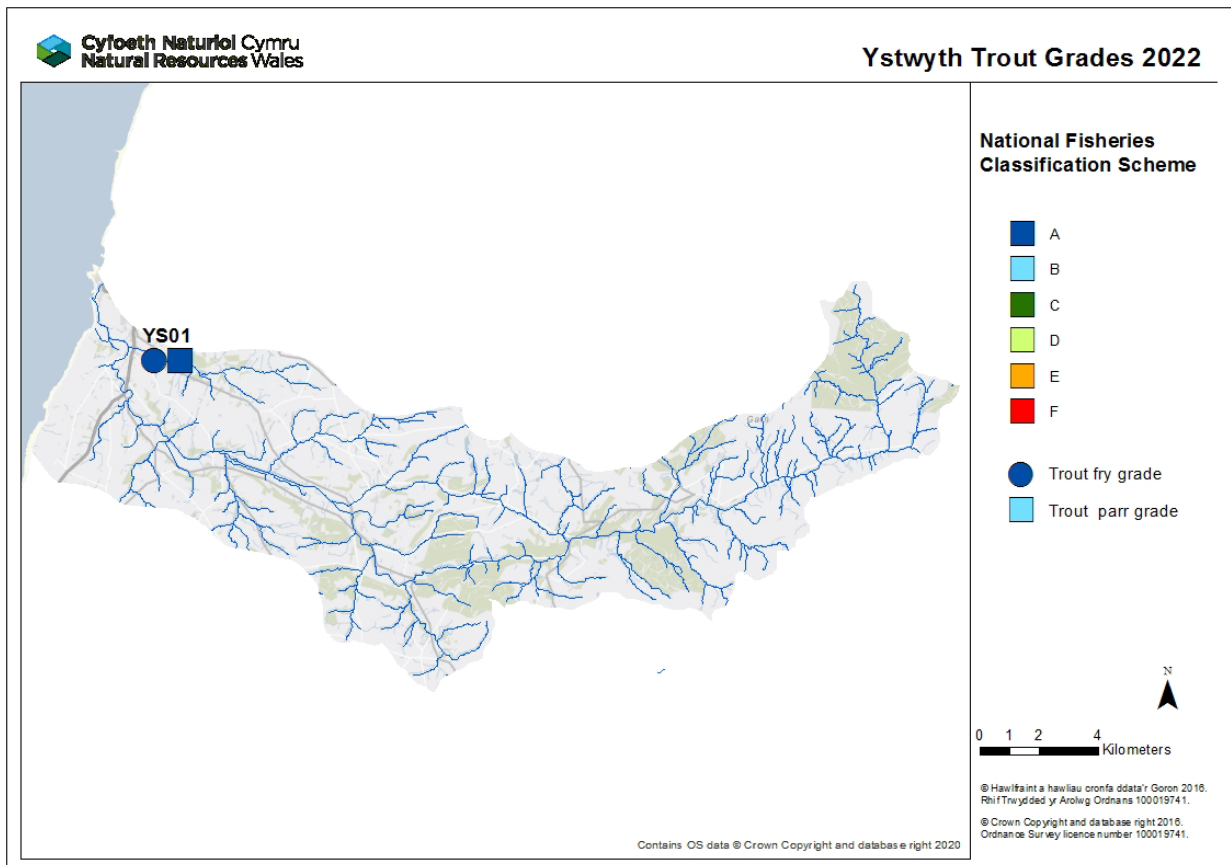 Cyfoeth Naturiol Cymru
Natural Resources Wales
Ystwyth Trout Grades 2022
YS01
National Fisheries
Classification Scheme
A
B
C
D
E
F
Trout fry grade
Trout parr grade
N
0 1 2 4
Kilometers
© Hawlfraint a hawliau cronfa ddata'r Goron 2016.
Rhif Trwydded yr Arolwg Ordnans 100019741.
© Crown Copyright and database right 2016.
Ordnance Survey licence number 100019741.
Contains OS data © Crown Copyright and database right 2020